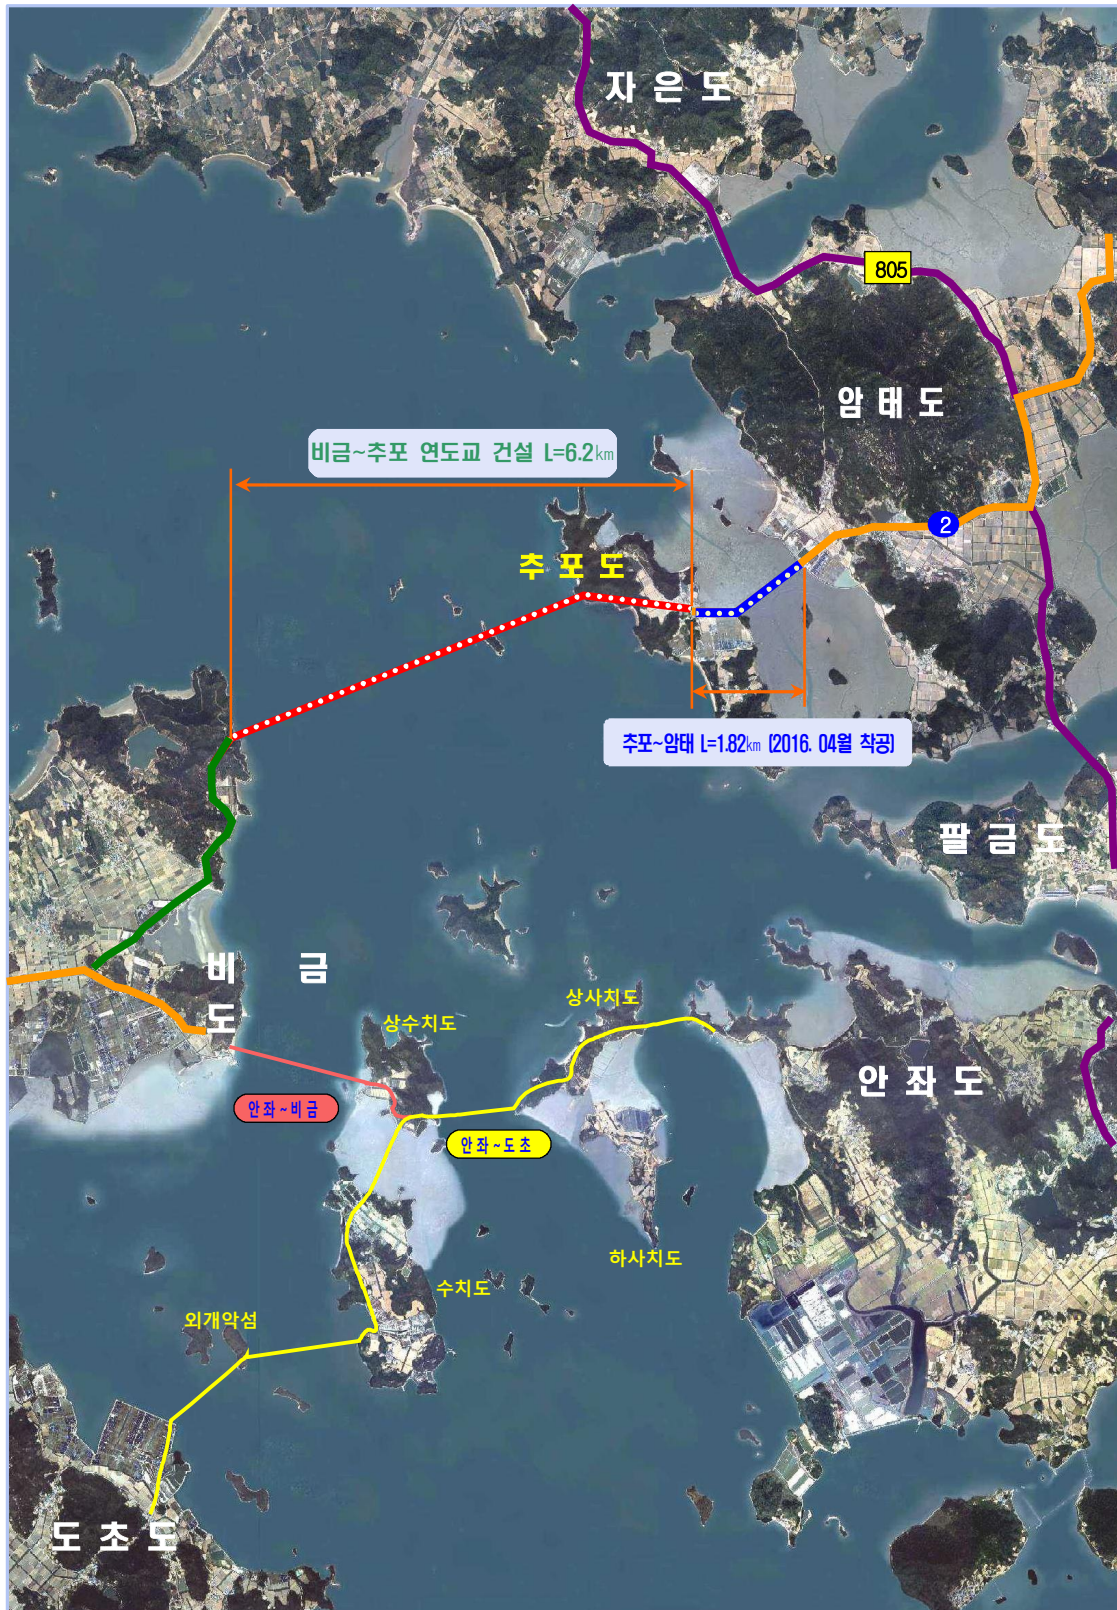 자 은 도
805
암 태 도
비금~추포 연도교 건설 L=6.2km
2
추 포 도
추포~암태 L=1.82km (2016. 04월 착공)
팔 금 도
비 금
도
상사치도
상수치도
안 좌 도
안좌~비금
안좌~도초
하사치도
수치도
외개악섬
도 초 도